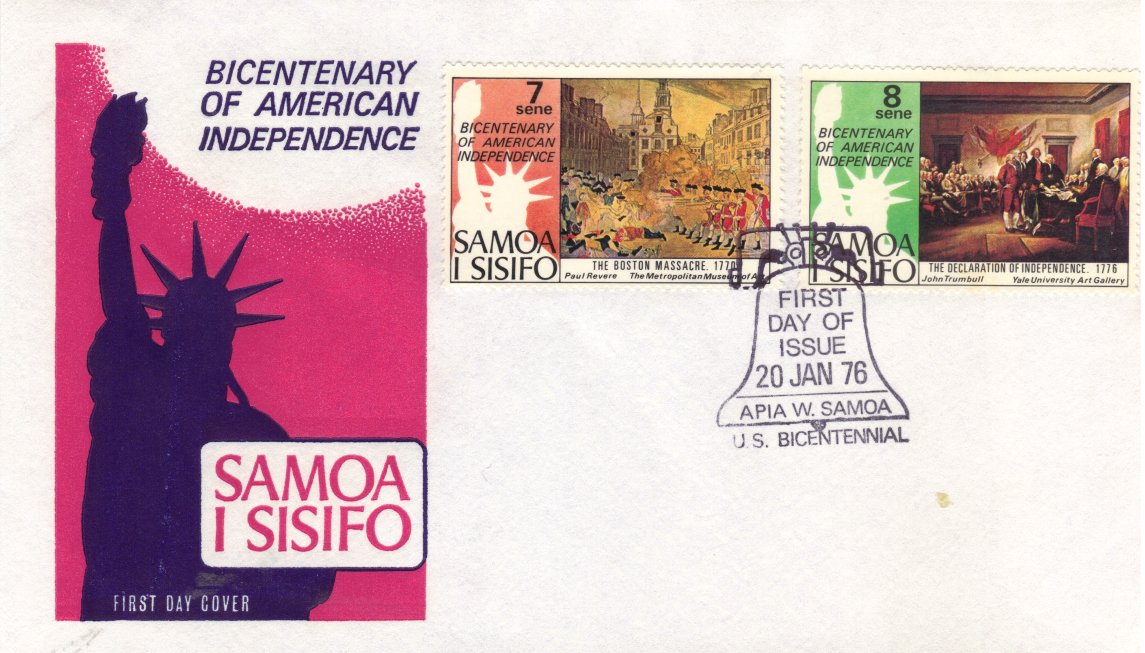 BICENTENARY
OF AMERICAN
INDEPENDENCE
SAMOA
I SISIFO
FIRST DAY COVER
7
sene
BICENTENARY
OF AMERICAN
INDEPENDENCE
SAMOA
I SISIFO
THE BOSTON MASSACRE. 1770
Paul Revere The Metropolitan Museum of Art
8
sene
BICENTENARY
OF AMERICAN
INDEPENDENCE
SAMOA
I SISIFO
THE DECLARATION OF INDEPENDENCE. 1776
John Trumbull Yale University Art Gallery
FIRST
DAY OF
ISSUE
20 JAN 76
APIA W. SAMOA
U.S. BICENTENNIAL